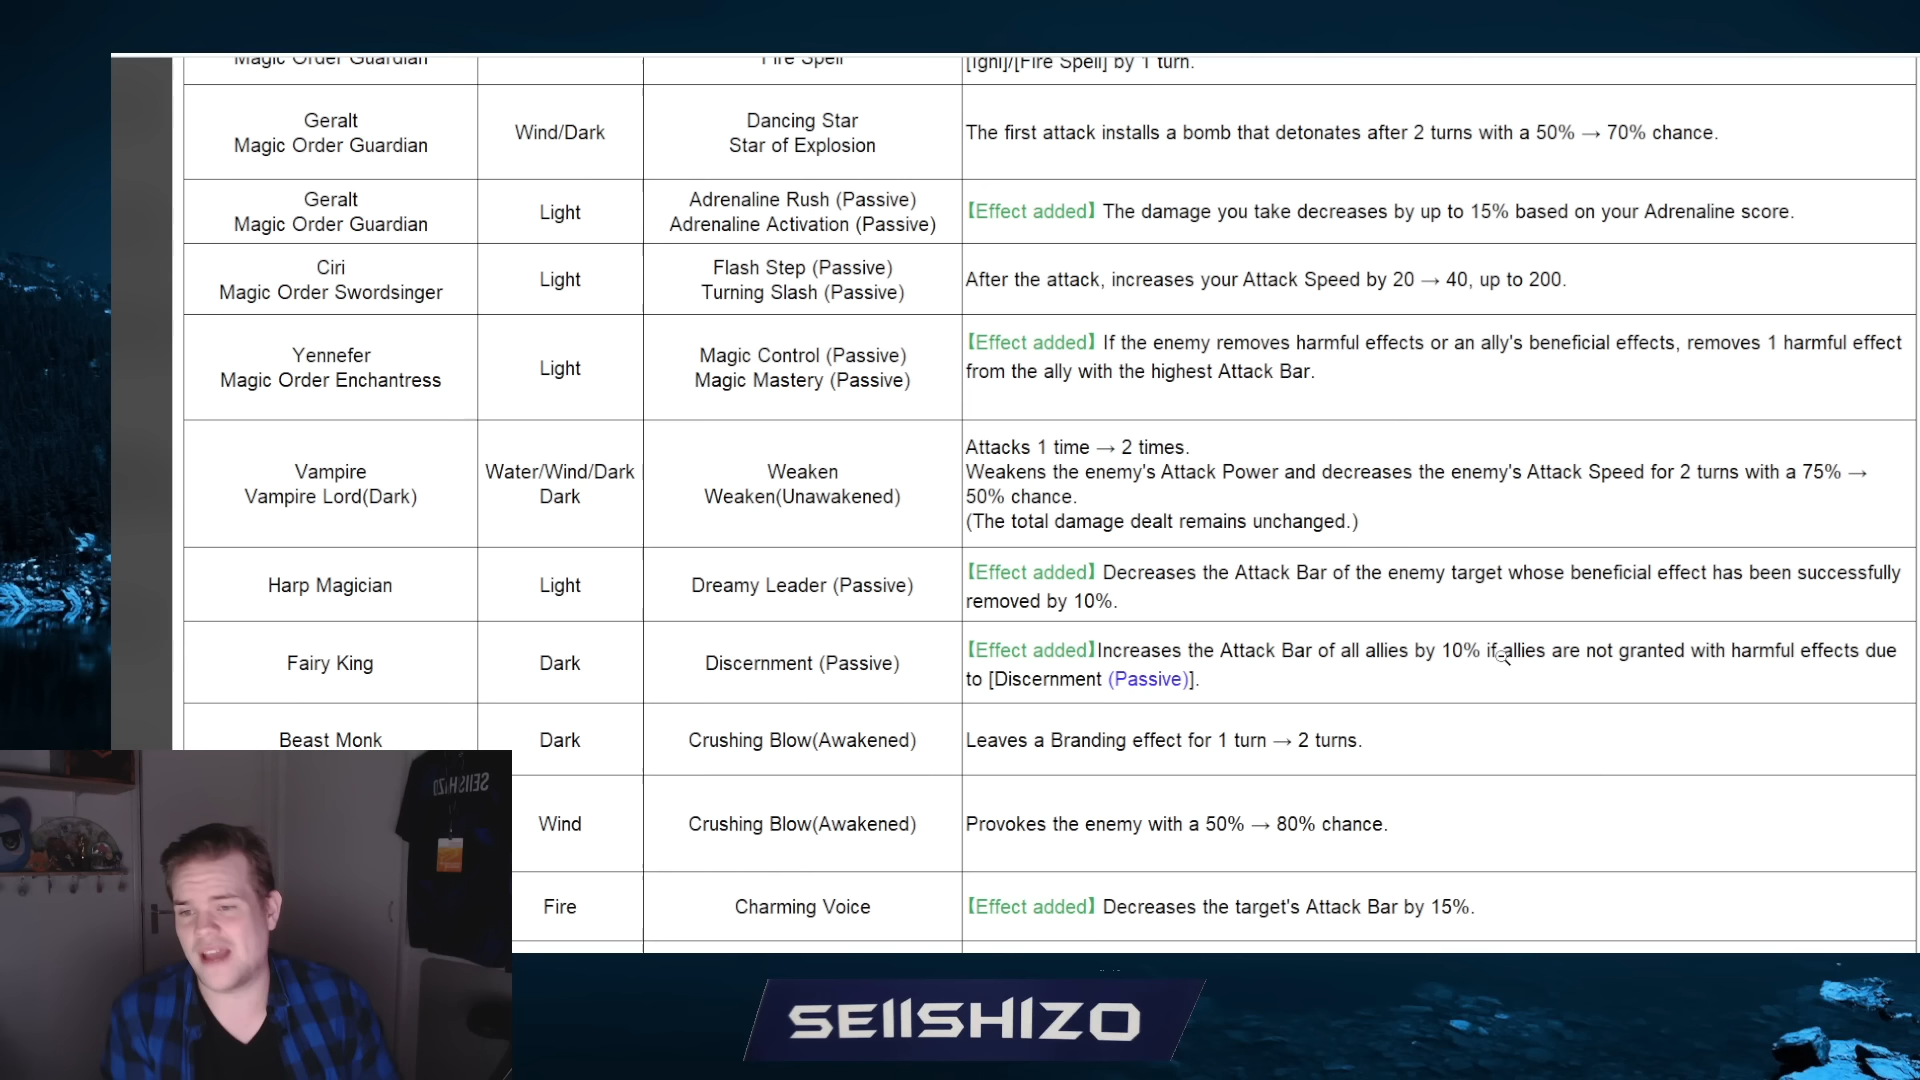 Magic Order Guardian
Fire Spell
[Igni]/[Fire Spell] by 1 turn.
Geralt
Magic Order Guardian
Wind/Dark
Dancing Star
Star of Explosion
The first attack installs a bomb that detonates after 2 turns with a 50% → 70% chance.
Geralt
Magic Order Guardian
Light
Adrenaline Rush (Passive)
Adrenaline Activation (Passive)
【Effect added】 The damage you take decreases by up to 15% based on your Adrenaline score.
Ciri
Magic Order Swordsinger
Light
Flash Step (Passive)
Turning Slash (Passive)
After the attack, increases your Attack Speed by 20 → 40, up to 200.
Yennefer
Magic Order Enchantress
Light
Magic Control (Passive)
Magic Mastery (Passive)
【Effect added】 If the enemy removes harmful effects or an ally's beneficial effects, removes 1 harmful effect
from the ally with the highest Attack Bar.
Vampire
Vampire Lord(Dark)
Water/Wind/Dark
Dark
Weaken
Weaken(Unawakened)
Attacks 1 time → 2 times.
Weakens the enemy's Attack Power and decreases the enemy's Attack Speed for 2 turns with a 75% →
50% chance.
(The total damage dealt remains unchanged.)
Harp Magician
Light
Dreamy Leader (Passive)
【Effect added】 Decreases the Attack Bar of the enemy target whose beneficial effect has been successfully
removed by 10%.
Fairy King
Dark
Discernment (Passive)
【Effect added】Increases the Attack Bar of all allies by 10% if allies are not granted with harmful effects due
to [Discernment (Passive)].
Beast Monk
Dark
Crushing Blow(Awakened)
Leaves a Branding effect for 1 turn → 2 turns.
Wind
Crushing Blow(Awakened)
Provokes the enemy with a 50% → 80% chance.
Fire
Charming Voice
【Effect added】 Decreases the target's Attack Bar by 15%.
SEIISHIZO
SEIISHIZO